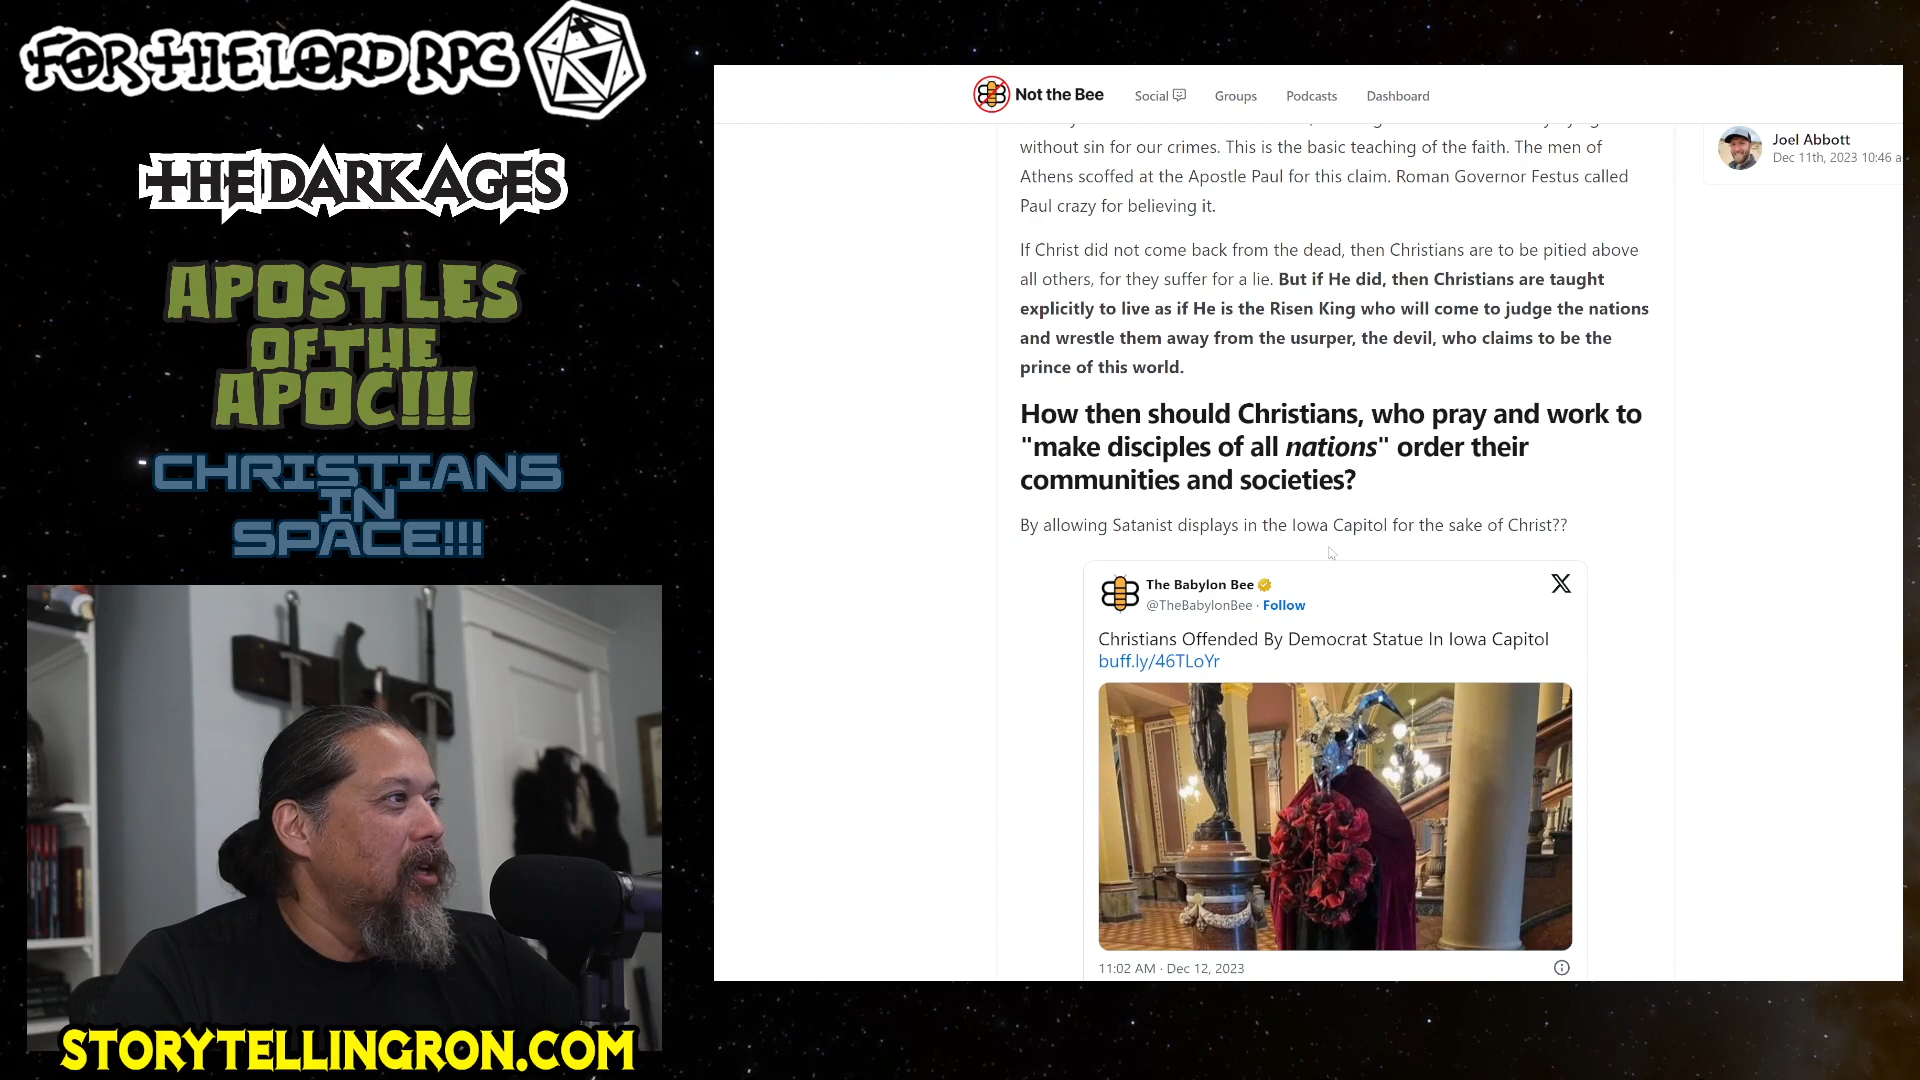 FOR THE LORD RPG
THE DARK AGES
APOSTLES
OF THE
APOC!!!
CHRISTIANS
IN
SPACE!!!
STORYTELLINGRON.COM
Not the Bee
Social
Groups
Podcasts
Dashboard
without sin for our crimes. This is the basic teaching of the faith. The men of
Athens scoffed at the Apostle Paul for this claim. Roman Governor Festus called
Paul crazy for believing it.
If Christ did not come back from the dead, then Christians are to be pitied above
all others, for they suffer for a lie. But if He did, then Christians are taught
explicitly to live as if He is the Risen King who will come to judge the nations
and wrestle them away from the usurper, the devil, who claims to be the
prince of this world.
How then should Christians, who pray and work to
"make disciples of all nations" order their
communities and societies?
By allowing Satanist displays in the Iowa Capitol for the sake of Christ??
The Babylon Bee
@TheBabylonBee · Follow
Christians Offended By Democrat Statue In Iowa Capitol
buff.ly/46TLoYr
11:02 AM · Dec 12, 2023
Joel Abbott
Dec 11th, 2023 10:46 a